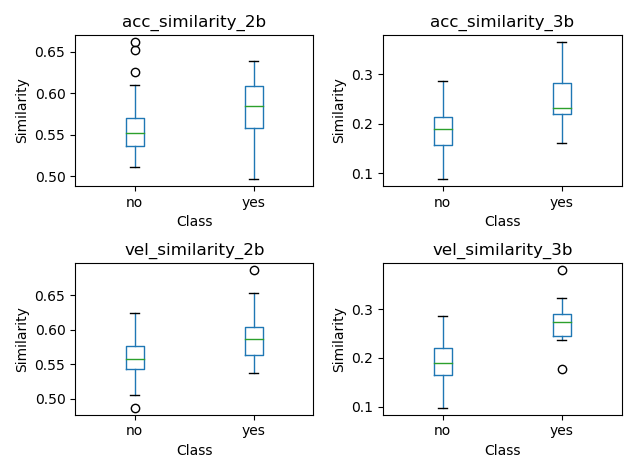 acc_similarity_2b
Similarity
0.65
0.60
0.55
0.50
no yes
Class
acc_similarity_3b
Similarity
0.3
0.2
0.1
no yes
Class
vel_similarity_2b
Similarity
0.65
0.60
0.55
0.50
no yes
Class
vel_similarity_3b
Similarity
0.3
0.2
0.1
no yes
Class